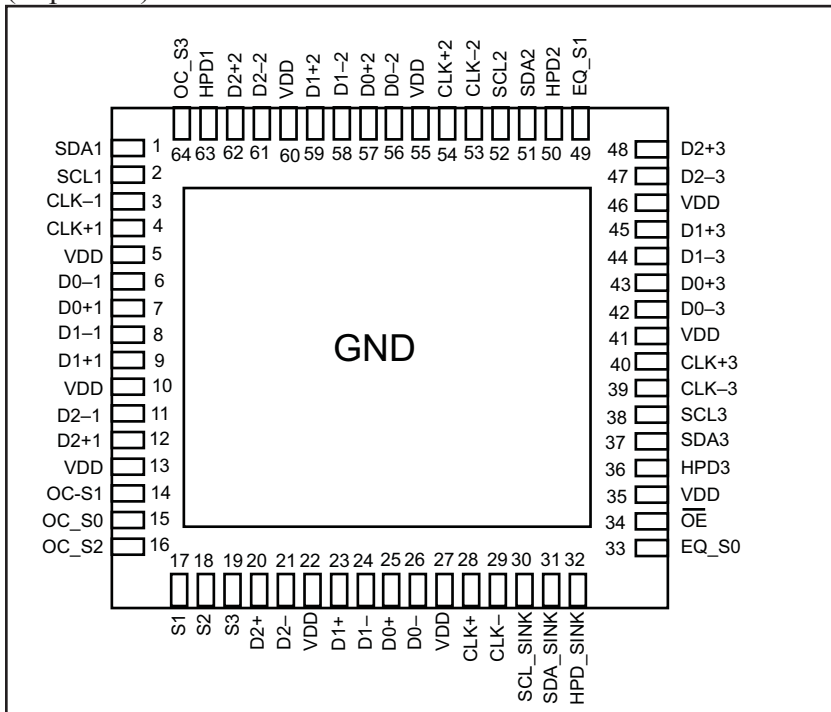 OC_S3 HPD1 D2+2 D2–2 VDD D1+2 D1–2 D0+2 D0–2 VDD CLK+2 CLK–2 SCL2 SDA2 HPD2 EQ_S1
64 63 62 61 60 59 58 57 56 55 54 53 52 51 50 49
SDA1 1
SCL1 2
CLK–1 3
CLK+1 4
VDD 5
D0–1 6
D0+1 7
D1–1 8
D1+1 9
VDD 10
D2–1 11
D2+1 12
VDD 13
OC-S1 14
OC_S0 15
OC_S2 16
GND
48 D2+3
47 D2–3
46 VDD
45 D1+3
44 D1–3
43 D0+3
42 D0–3
41 VDD
40 CLK+3
39 CLK–3
38 SCL3
37 SDA3
36 HPD3
35 VDD
34 O̅E̅
33 EQ_S0
17 18 19 20 21 22 23 24 25 26 27 28 29 30 31 32
S1 S2 S3 D2+ D2– VDD D1+ D1– D0+ D0– VDD CLK+ CLK– SCL_SINK SDA_SINK HPD_SINK